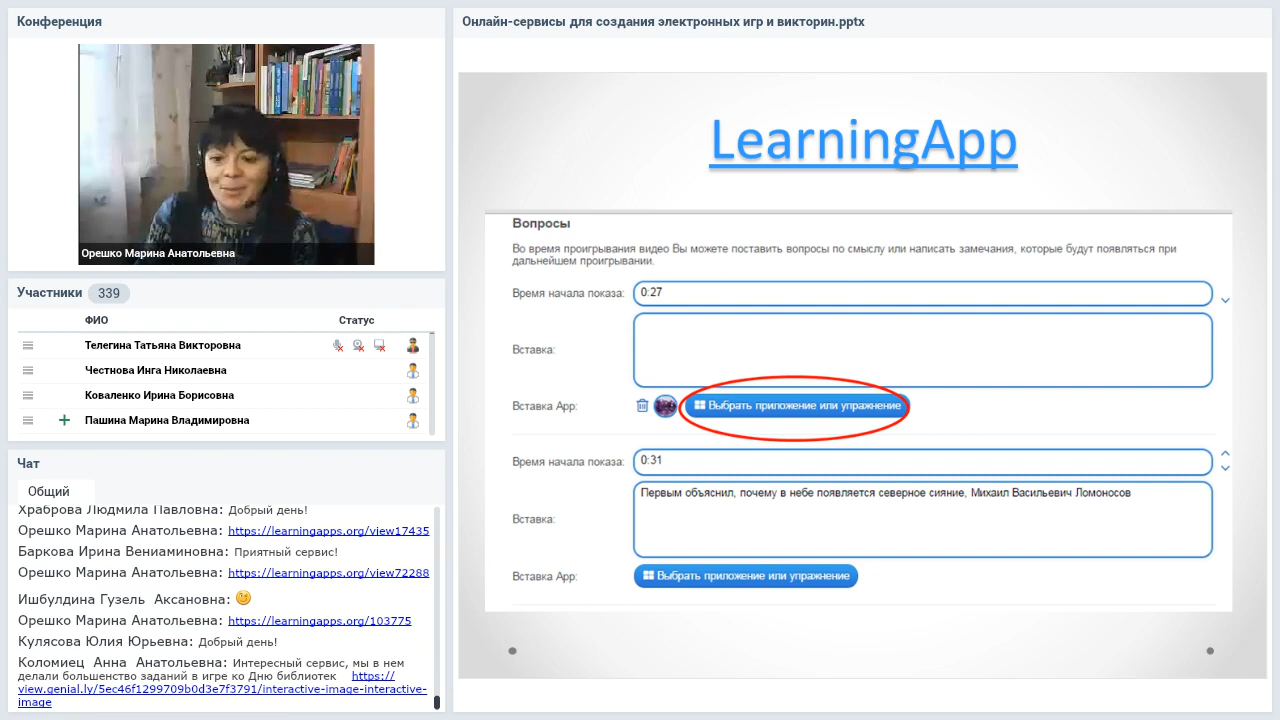 Конференция
Орешко Марина Анатольевна
Участники 339
ФИО Статус
Телегина Татьяна Викторовна
Честнова Инга Николаевна
Коваленко Ирина Борисовна
Пашина Марина Владимировна
Чат
Общий
Храброва Людмила Павловна: Добрый день!
Орешко Марина Анатольевна: https://learningapps.org/view17435
Баркова Ирина Вениаминовна: Приятный сервис!
Орешко Марина Анатольевна: https://learningapps.org/view72288
Ишбулдина Гузель Аксановна:
Орешко Марина Анатольевна: https://learningapps.org/103775
Кулясова Юлия Юрьевна: Добрый день!
Коломиец Анна Анатольевна: Интересный сервис, мы в нем
делали большенство заданий в игре ко Дню библиотек https://
view.genial.ly/5ec46f1299709b0d3e7f3791/interactive-image-interactive-
image
Онлайн-сервисы для создания электронных игр и викторин.pptx
LearningApp
Вопросы
Во время проигрывания видео Вы можете поставить вопросы по смыслу или написать замечания, которые будут появляться при
дальнейшем проигрывании.
Время начала показа: 0:27
Вставка:
Вставка App: Выбрать приложение или упражнение
Время начала показа: 0:31
Вставка: Первым объяснил, почему в небе появляется северное сияние, Михаил Васильевич Ломоносов
Вставка App: Выбрать приложение или упражнение